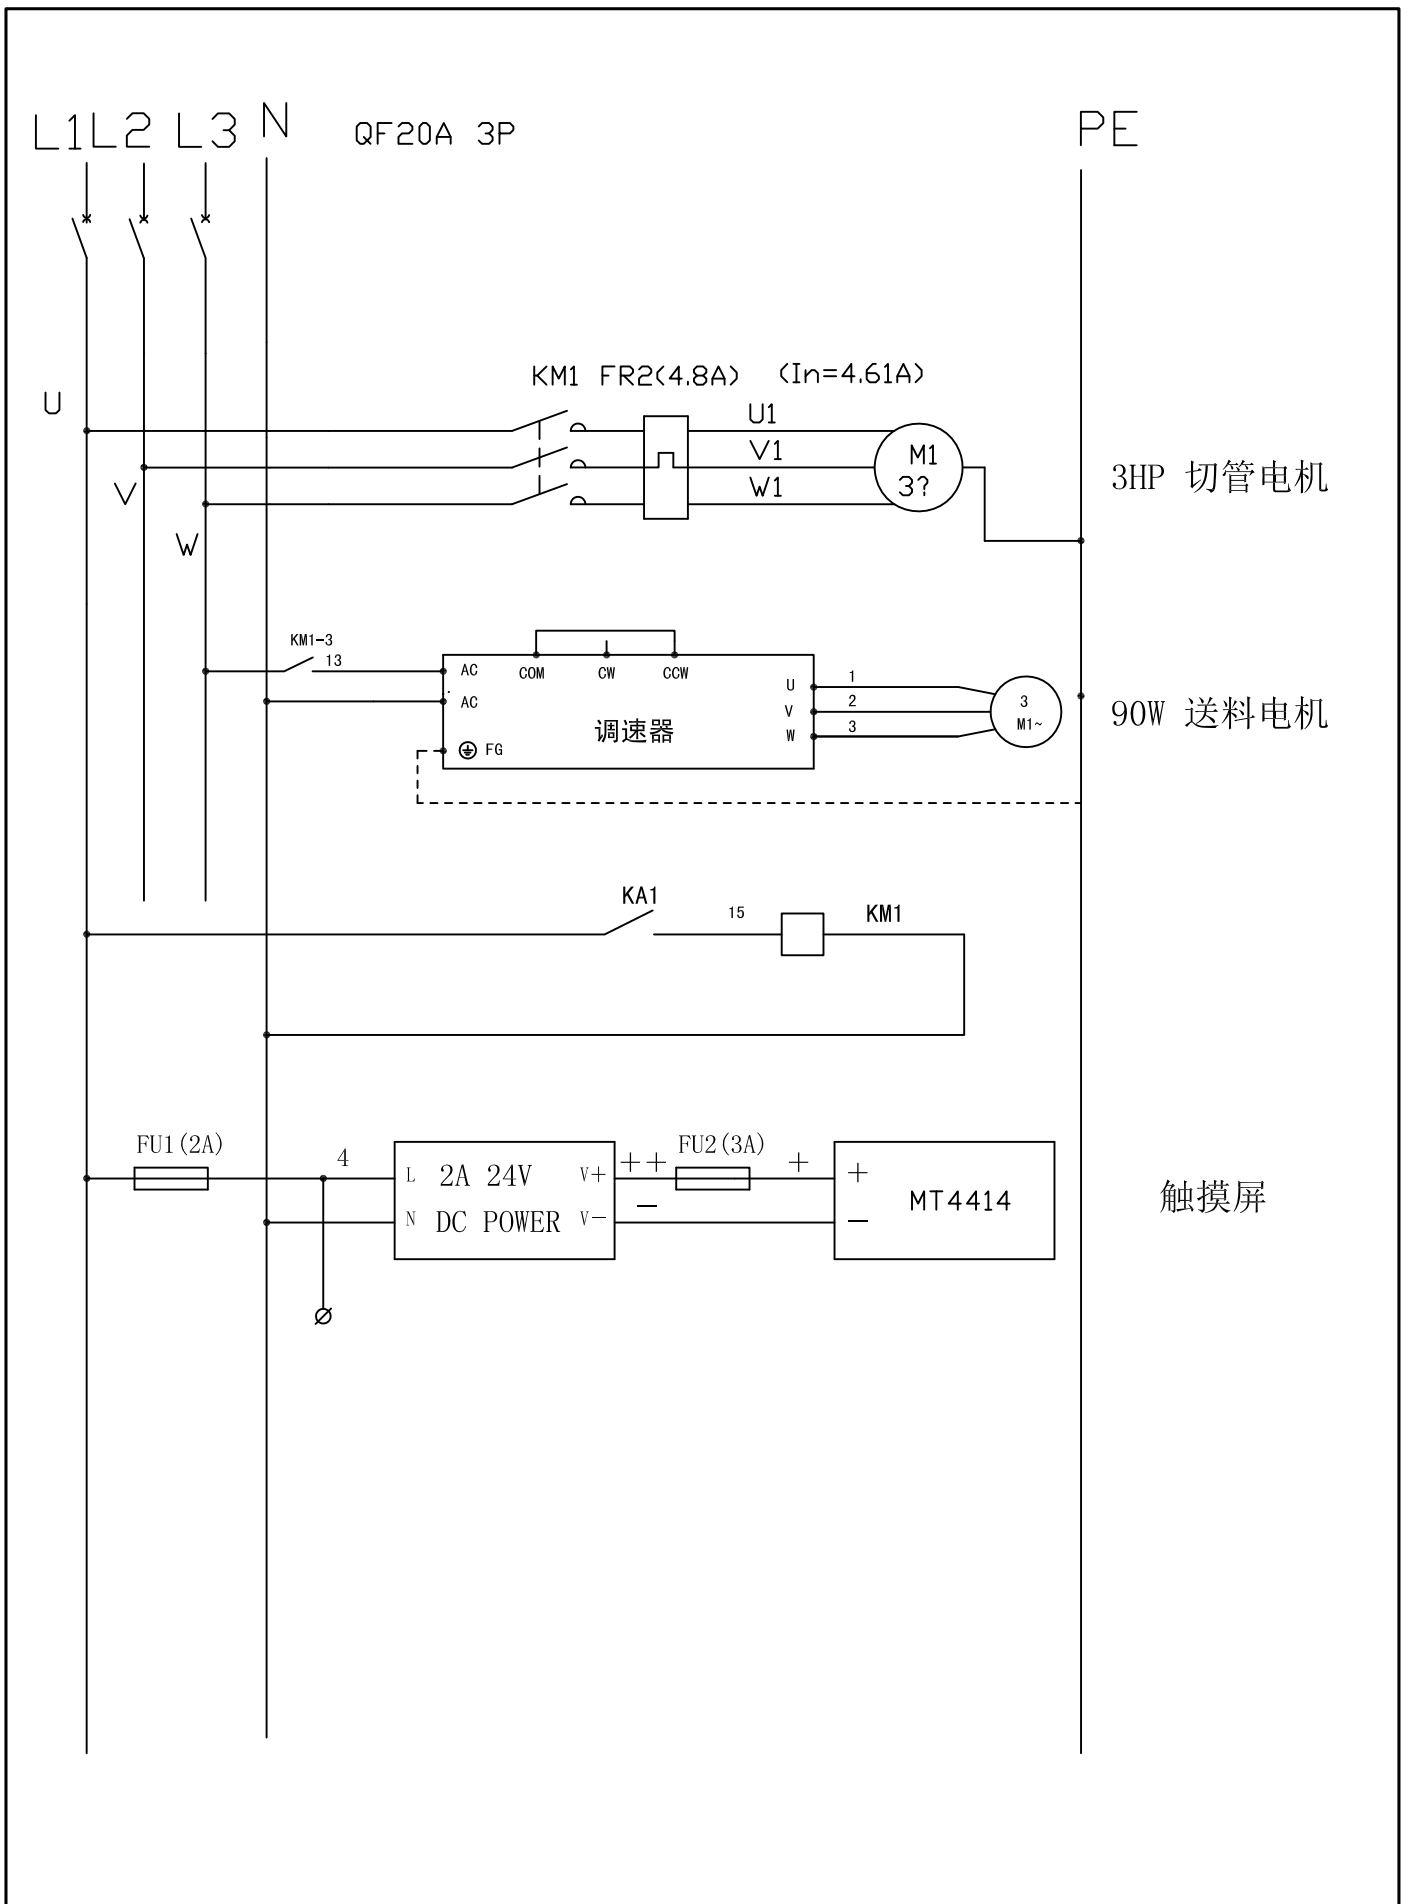 L1 L2 L3 N QF20A 3P PE
KM1 FR2(4.8A) (In=4.61A)
U
U1
V1
W1
M1
3?
3HP 切管电机
V
W
KM1-3
13
AC COM CW CCW
AC
FG
调速器
U
V
W
1
2
3
3
M1~
90W 送料电机
KA1
15
KM1
FU1(2A)
4
L 2A 24V V+
N DC POWER V-
++
-
FU2(3A)
+
+
-
MT4414
触摸屏